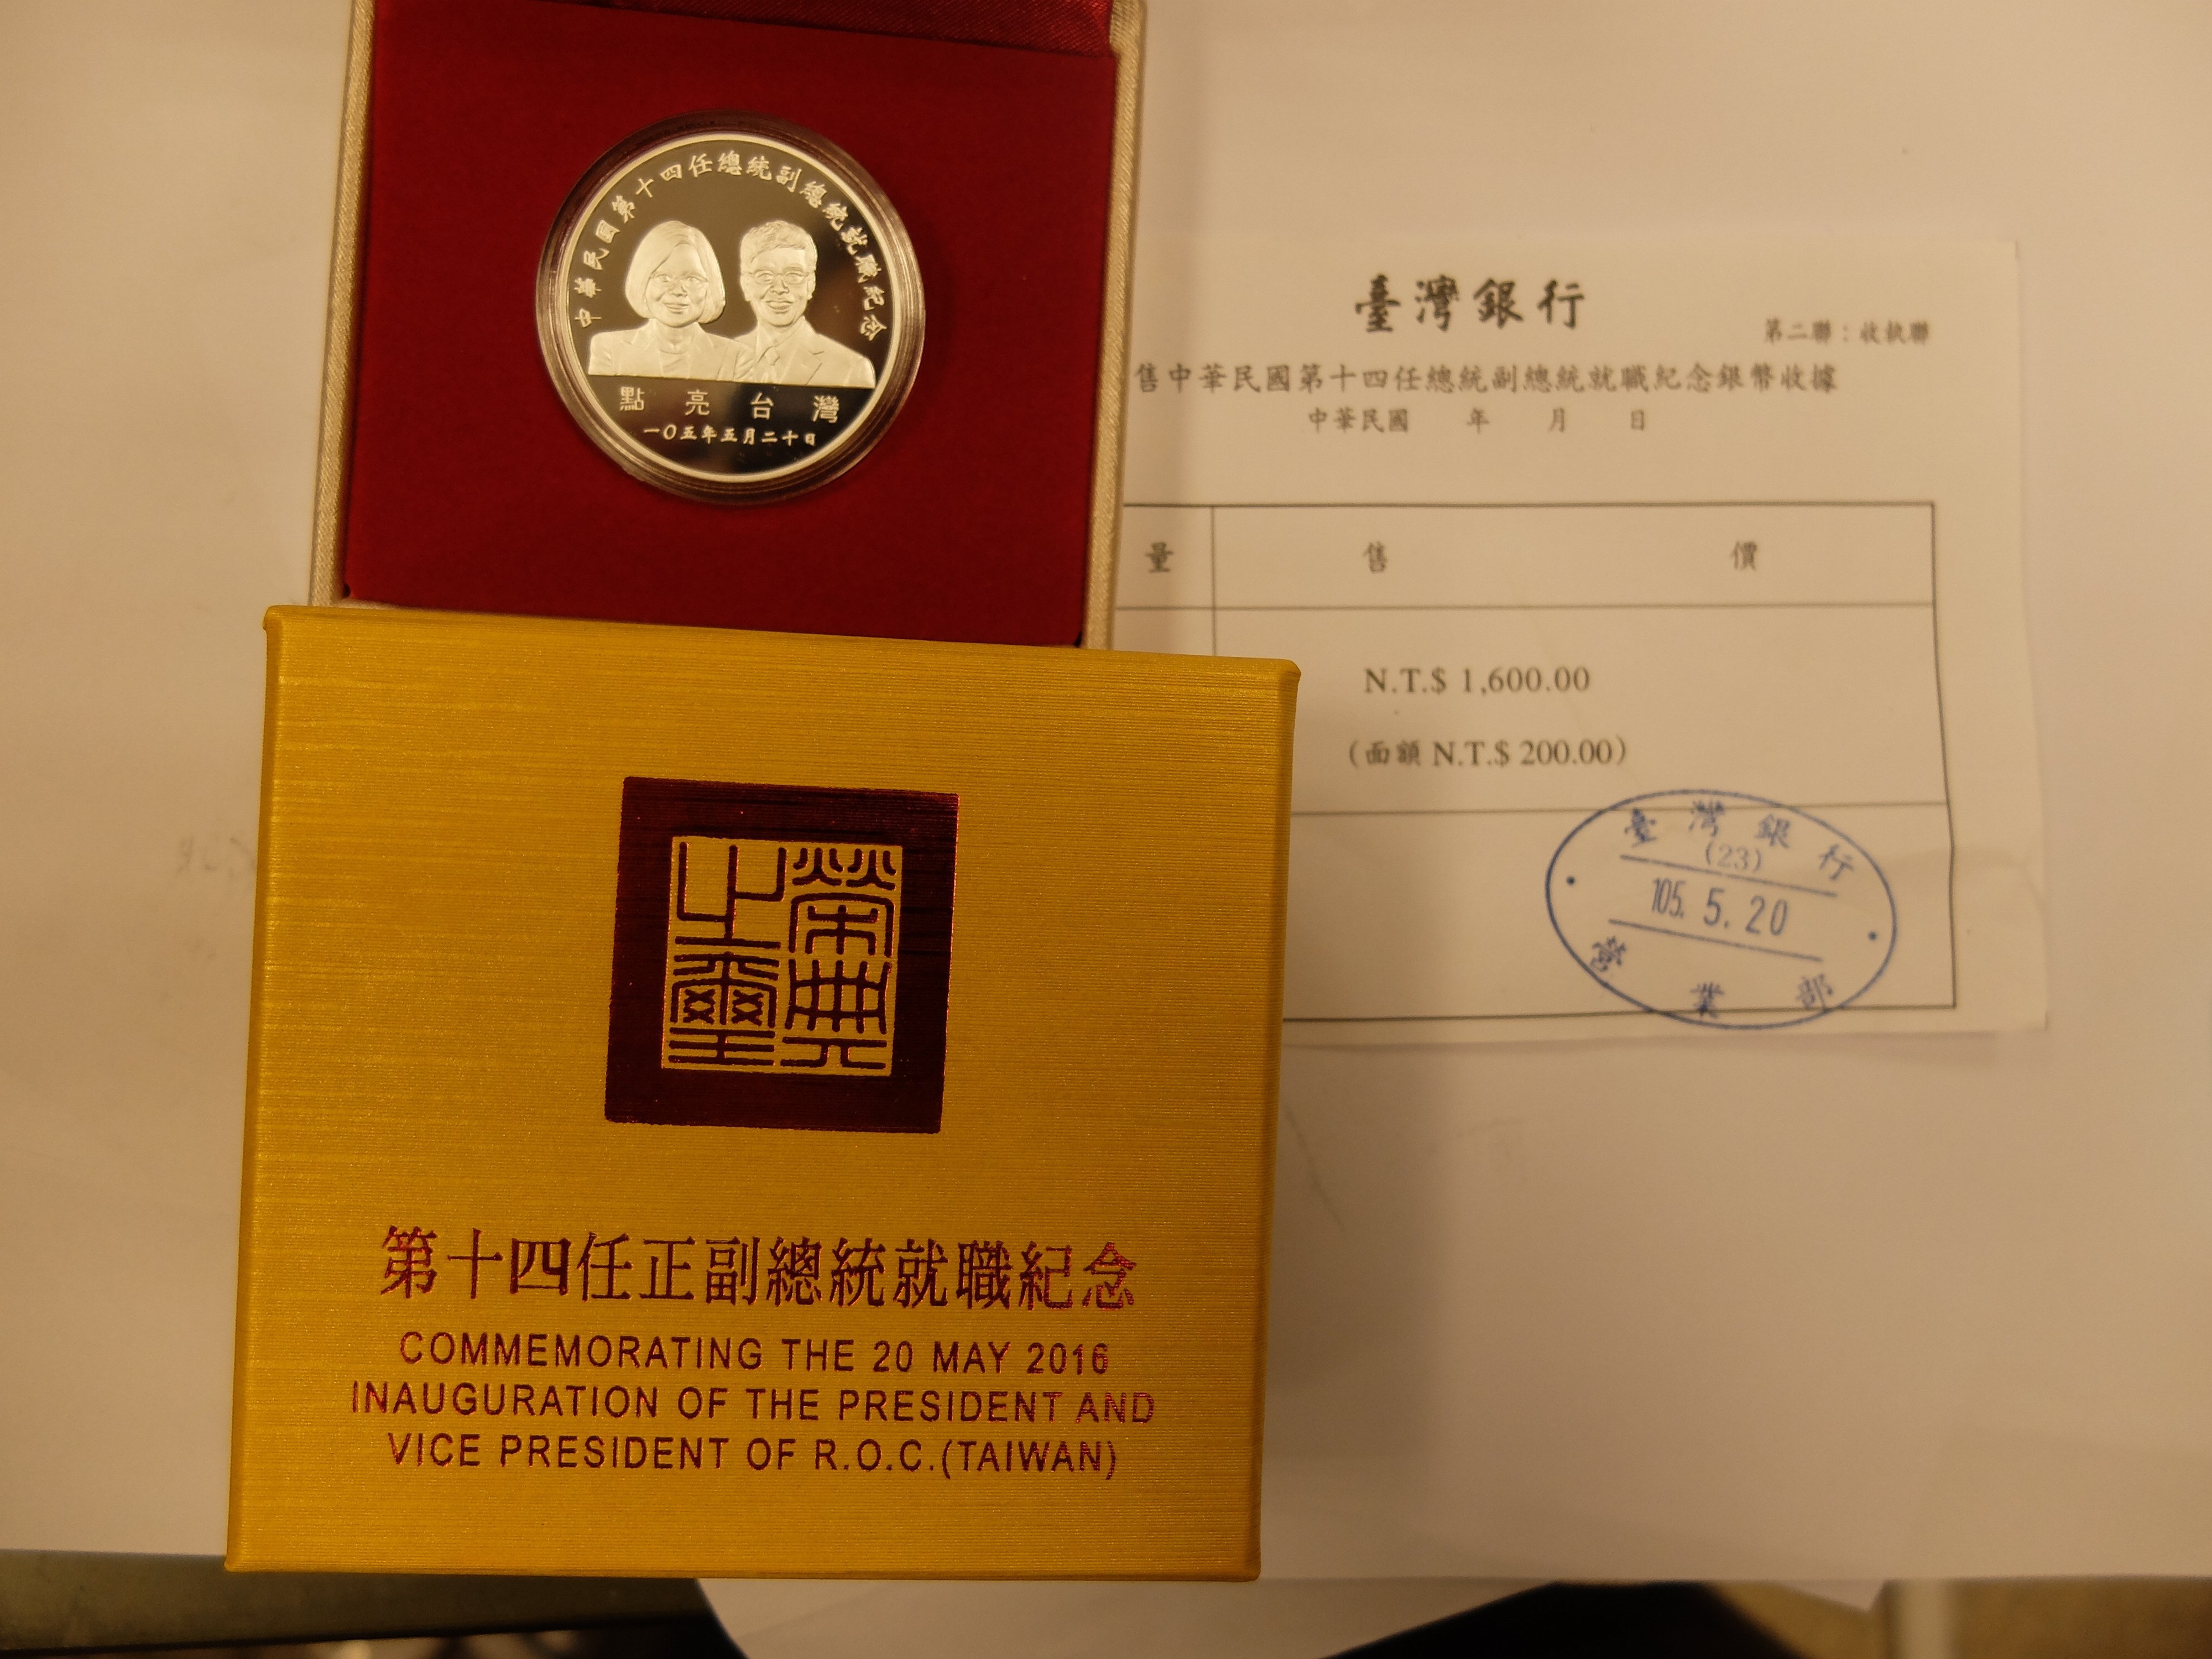 中華民國第十四任總統副總統就職紀念
點亮台灣
一〇五年五月二十日
臺灣銀行
第二聯：收執聯
售中華民國第十四任總統副總統就職紀念銀幣收據
中華民國 年 月 日
量 售 價
N.T.$ 1,600.00
(面額 N.T.$ 200.00)
臺灣銀行
(23)
105. 5. 20
營業部
榮典之璽
第十四任正副總統就職紀念
COMMEMORATING THE 20 MAY 2016
INAUGURATION OF THE PRESIDENT AND
VICE PRESIDENT OF R.O.C.(TAIWAN)